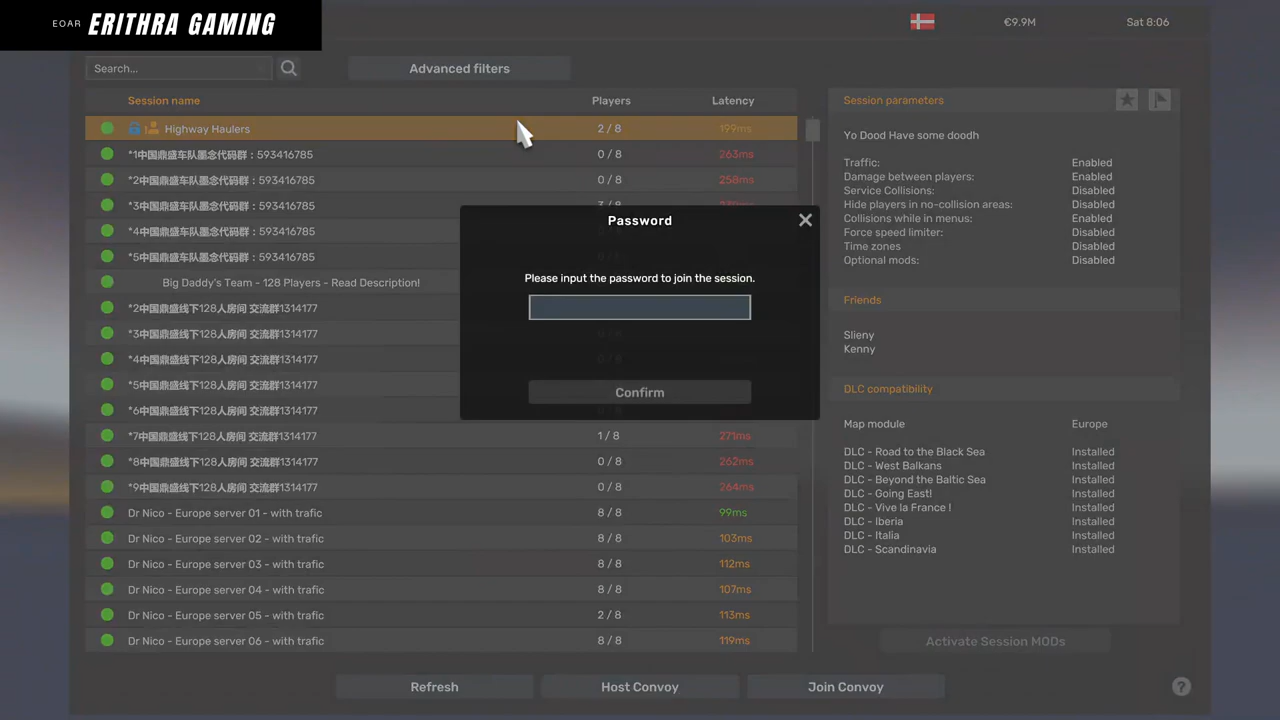 EOAR ERITHRA GAMING
€9.9M
Sat 8:06
Search...
Advanced filters
Session name Players Latency
Highway Haulers 2 / 8 199ms
*1中国鼎盛车队墨念代码群：593416785 0 / 8 263ms
*2中国鼎盛车队墨念代码群：593416785 0 / 8 258ms
*3中国鼎盛车队墨念代码群：593416785
*4中国鼎盛车队墨念代码群：593416785
*5中国鼎盛车队墨念代码群：593416785
Big Daddy's Team - 128 Players - Read Description!
*2中国鼎盛线下128人房间 交流群1314177
*3中国鼎盛线下128人房间 交流群1314177
*4中国鼎盛线下128人房间 交流群1314177
*5中国鼎盛线下128人房间 交流群1314177
*6中国鼎盛线下128人房间 交流群1314177
*7中国鼎盛线下128人房间 交流群1314177 1 / 8 271ms
*8中国鼎盛线下128人房间 交流群1314177 0 / 8 262ms
*9中国鼎盛线下128人房间 交流群1314177 0 / 8 264ms
Dr Nico - Europe server 01 - with trafic 8 / 8 99ms
Dr Nico - Europe server 02 - with trafic 8 / 8 103ms
Dr Nico - Europe server 03 - with trafic 8 / 8 112ms
Dr Nico - Europe server 04 - with trafic 8 / 8 107ms
Dr Nico - Europe server 05 - with trafic 2 / 8 113ms
Dr Nico - Europe server 06 - with trafic 8 / 8 119ms
Password
Please input the password to join the session.
Confirm
Session parameters
Yo Dood Have some doodh
Traffic: Enabled
Damage between players: Enabled
Service Collisions: Disabled
Hide players in no-collision areas: Disabled
Collisions while in menus: Enabled
Force speed limiter: Disabled
Time zones Disabled
Optional mods: Disabled
Friends
Slieny
Kenny
DLC compatibility
Map module Europe
DLC - Road to the Black Sea Installed
DLC - West Balkans Installed
DLC - Beyond the Baltic Sea Installed
DLC - Going East! Installed
DLC - Vive la France ! Installed
DLC - Iberia Installed
DLC - Italia Installed
DLC - Scandinavia Installed
Activate Session MODs
Refresh
Host Convoy
Join Convoy
?